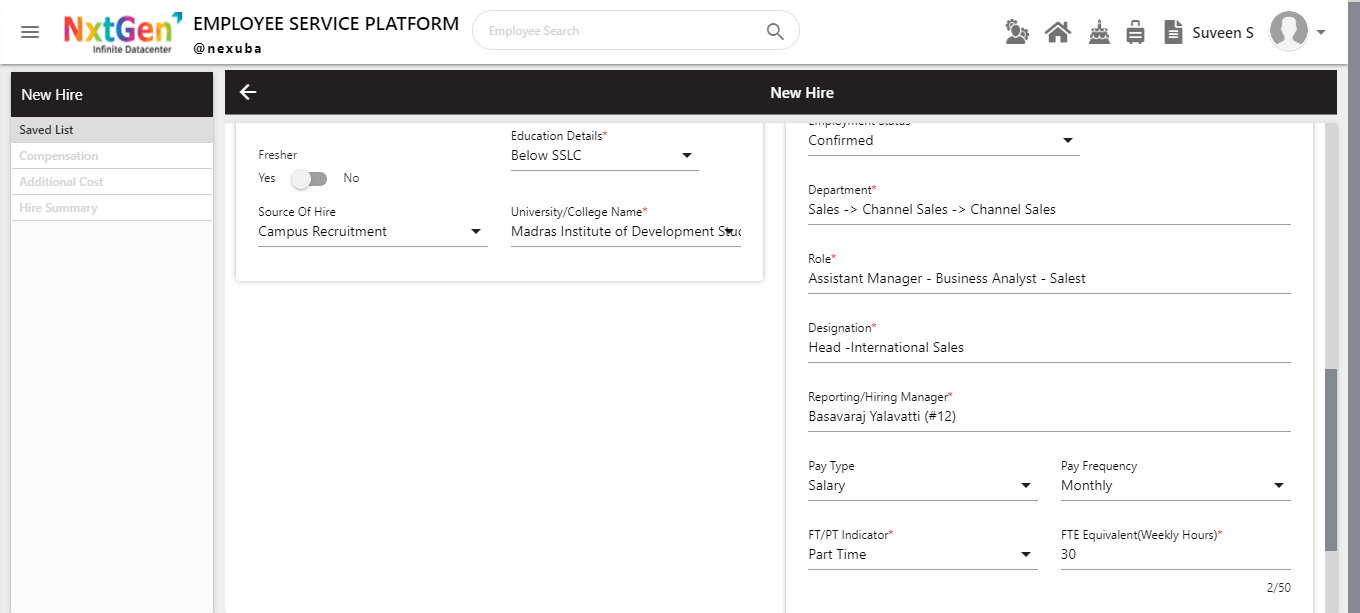 NxtGen
Infinite Datacenter
EMPLOYEE SERVICE PLATFORM
@nexuba
Employee Search
Suveen S
New Hire
Saved List
Compensation
Additional Cost
Hire Summary
New Hire
Fresher
Yes No
Education Details*
Below SSLC
Source Of Hire
Campus Recruitment
University/College Name*
Madras Institute of Development
Employment Status
Confirmed
Department*
Sales -> Channel Sales -> Channel Sales
Role*
Assistant Manager - Business Analyst - Salest
Designation*
Head -International Sales
Reporting/Hiring Manager*
Basavaraj Yalavatti (#12)
Pay Type
Salary
Pay Frequency
Monthly
FT/PT Indicator*
Part Time
FTE Equivalent(Weekly Hours)*
30
2/50